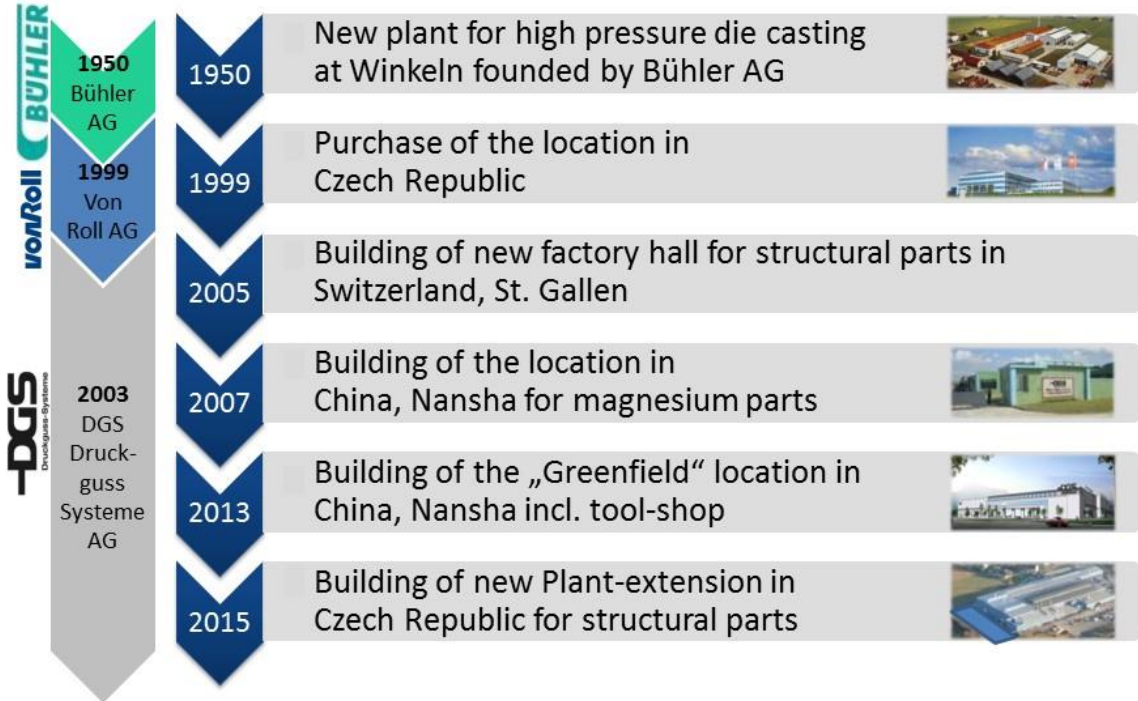 BÜHLER
vonRoll
DGS
Druckguss-Systeme
1950
Bühler
AG
1999
Von
Roll AG
2003
DGS
Druck-
guss
Systeme
AG
1950
New plant for high pressure die casting
at Winkeln founded by Bühler AG
1999
Purchase of the location in
Czech Republic
2005
Building of new factory hall for structural parts in
Switzerland, St. Gallen
2007
Building of the location in
China, Nansha for magnesium parts
2013
Building of the „Greenfield“ location in
China, Nansha incl. tool-shop
2015
Building of new Plant-extension in
Czech Republic for structural parts